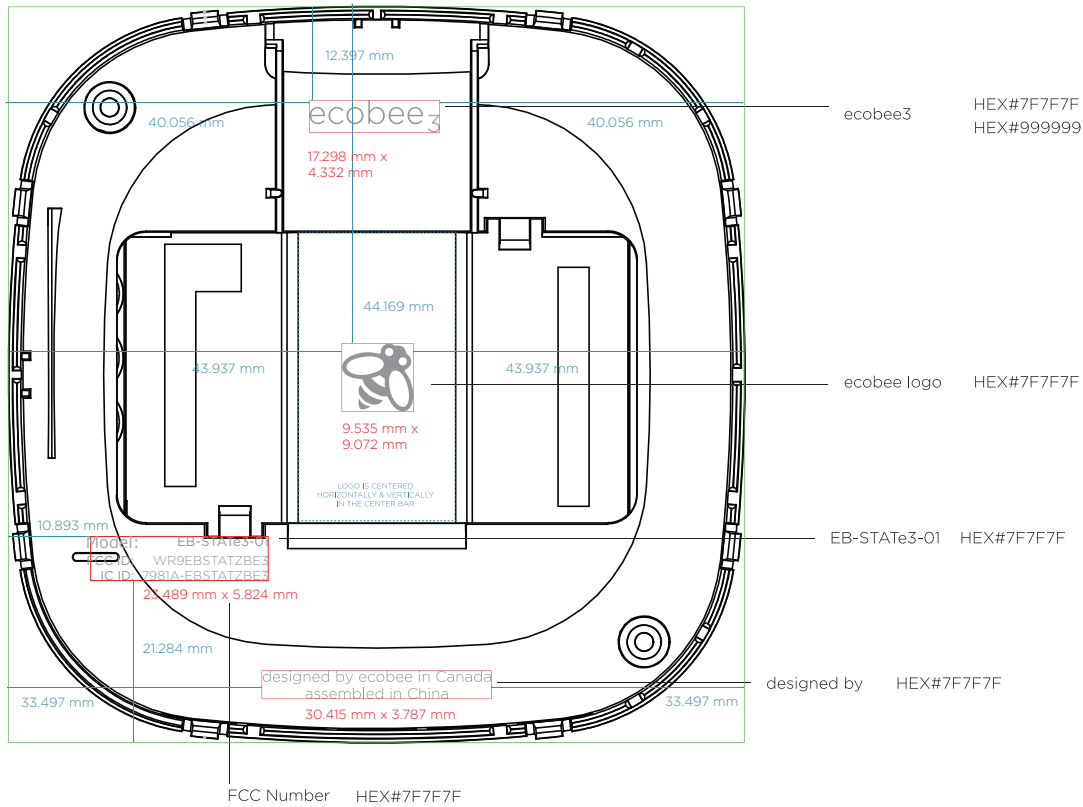 12.397 mm
ecobee3
40.056 mm
40.056 mm
ecobee3
HEX#7F7F7F
HEX#999999
17.298 mm x
4.332 mm
44.169 mm
43.937 mm
43.937 mm
ecobee logo HEX#7F7F7F
9.535 mm x
9.072 mm
LOGO IS CENTERED
HORIZONTALLY & VERTICALLY
IN THE CENTER BAR
10.893 mm
Model: EB-STATe3-01
EB-STATe3-01 HEX#7F7F7F
FCC ID: WR9EBSTATZBE3
IC ID: 7981A-EBSTATZBE3
23.489 mm x 5.824 mm
21.284 mm
designed by ecobee in Canada
assembled in China
designed by HEX#7F7F7F
33.497 mm
33.497 mm
30.415 mm x 3.787 mm
FCC Number HEX#7F7F7F